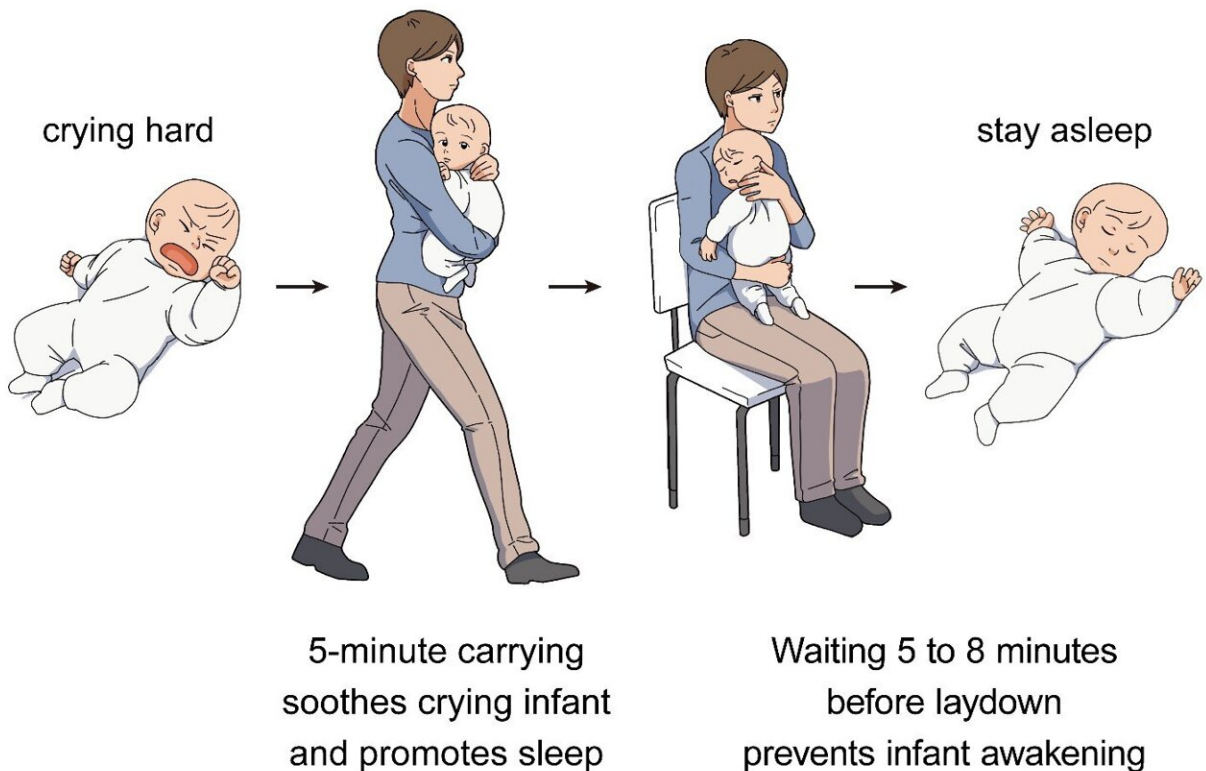 crying hard
stay asleep
5-minute carrying
soothes crying infant
and promotes sleep
Waiting 5 to 8 minutes
before laydown
prevents infant awakening